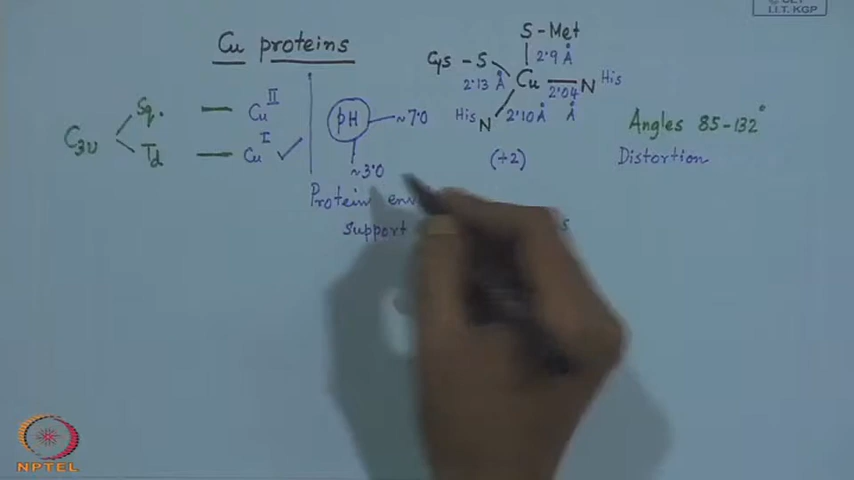 I.I.T. KGP
Cu proteins
S-Met
Cys - S
2.9 Å
2.13 Å
Cu
N His
2.04 Å
His N
2.10 Å
(+2)
Angles 85-132°
Distortion
C3v
Sq.
Td
Cu II
Cu I ✓
pH
~7.0
~3.0
Protein
support
NPTEL